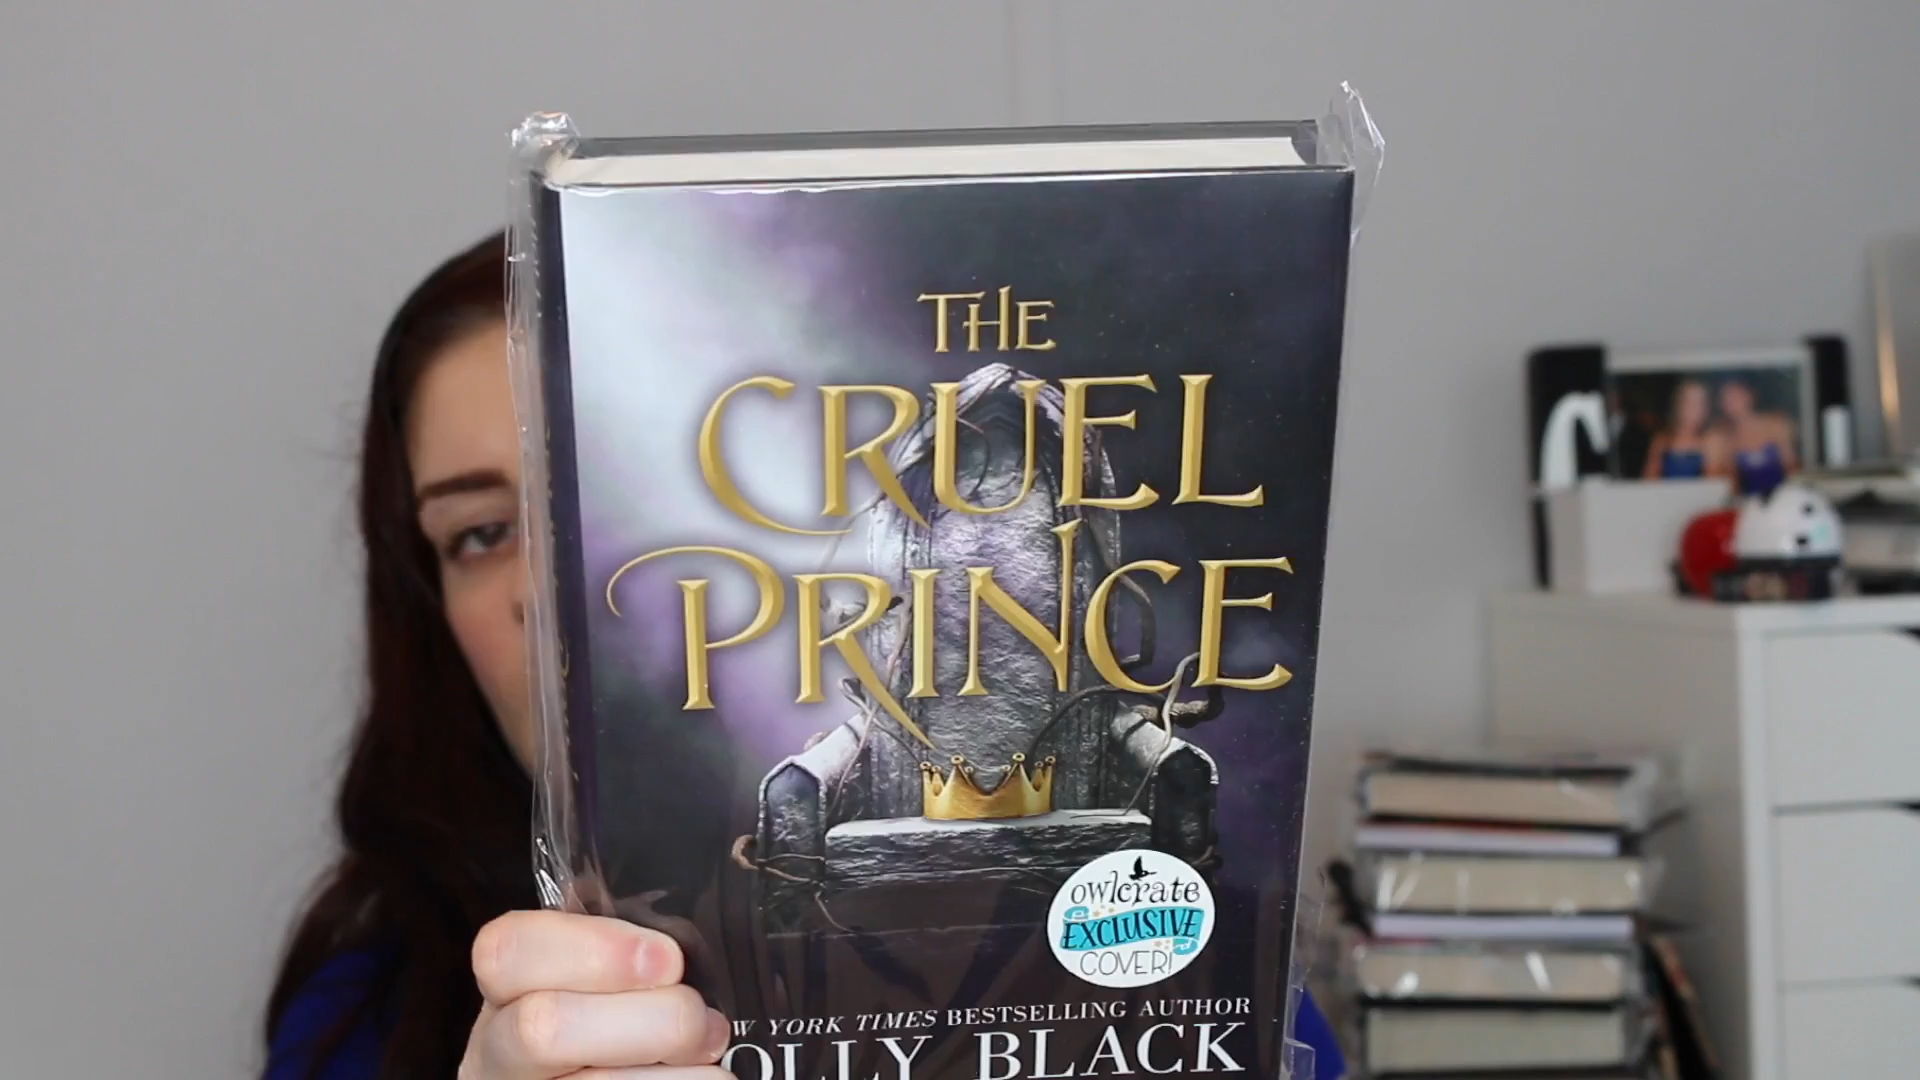 THE
CRUEL
PRINCE
owlcrate
EXCLUSIVE
COVER!
W YORK TIMES BESTSELLING AUTHOR
OLLY BLACK